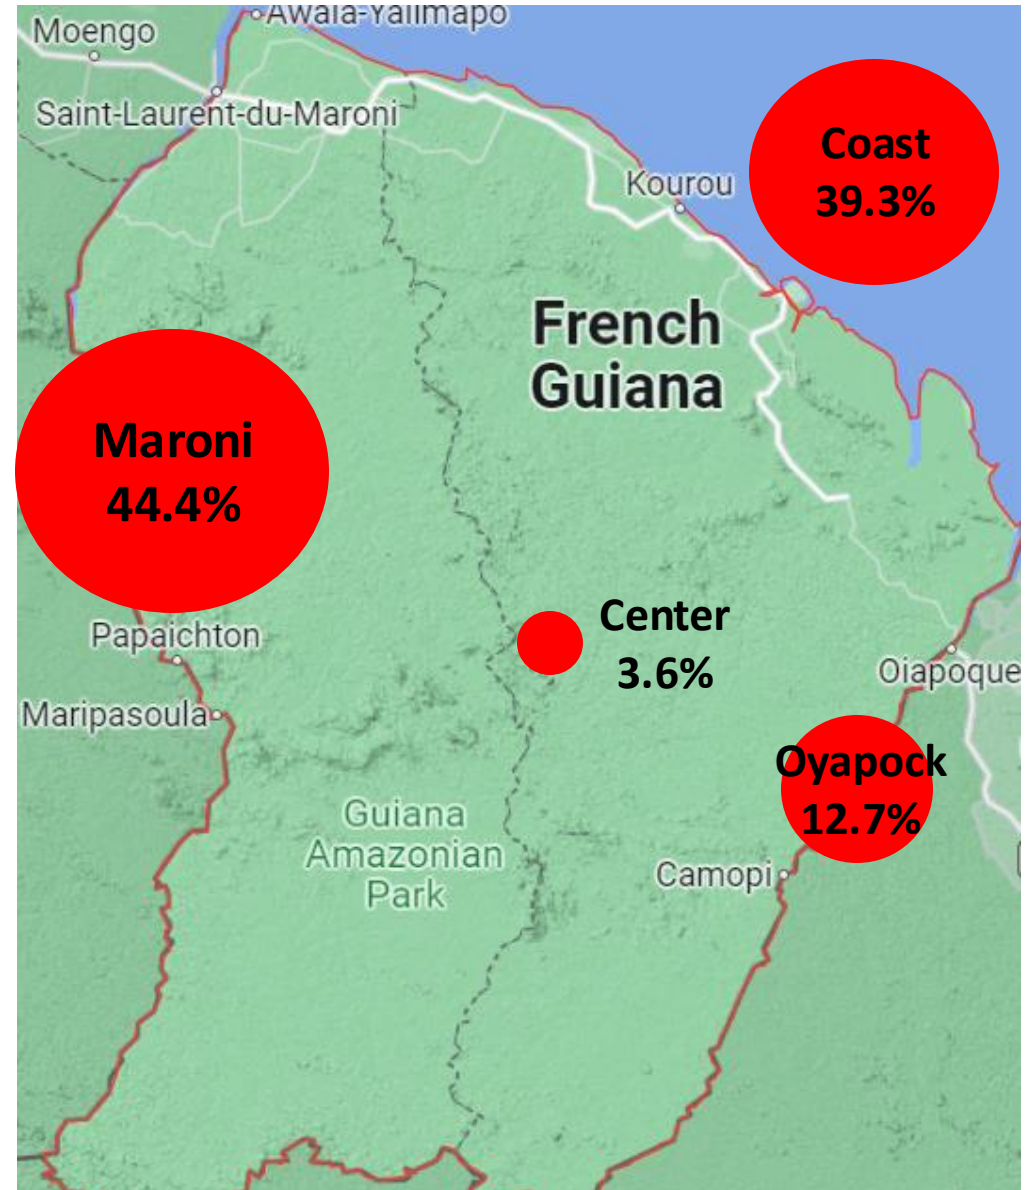 Awala-Yalimapo
Moengo
Saint-Laurent-du-Maroni
Coast
39.3%
Kourou
French
Guiana
Maroni
44.4%
Center
3.6%
Papaichton
Oiapoque
Maripasoula
Oyapock
12.7%
Guiana
Amazonian
Park
Camopi